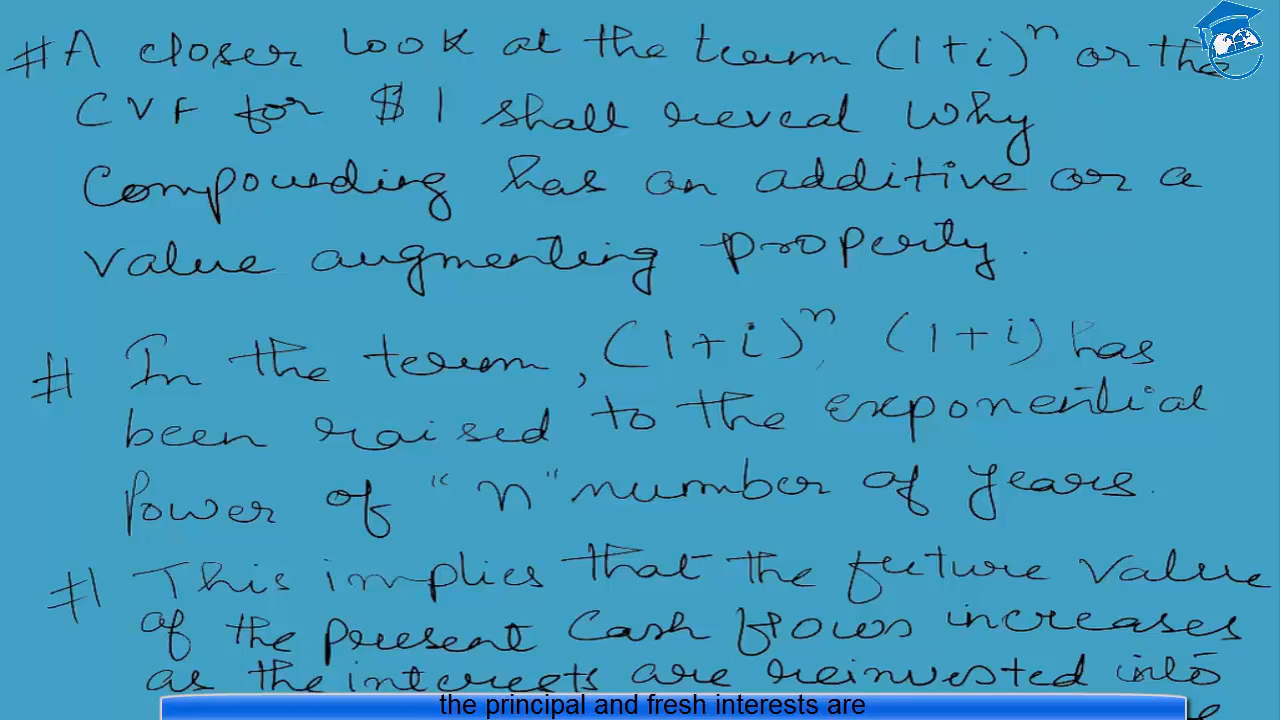 # A closer look at the term (1+i)^n or the
CVF for $1 shall reveal why
Compounding has an additive or a
value augmenting property.
# In the term, (1+i)^n, (1+i) has
been raised to the exponential
Power of "n" number of years.
# This implies that the future value
of the present cash flows increases
as the interests are reinvested into
the principal and fresh interests are